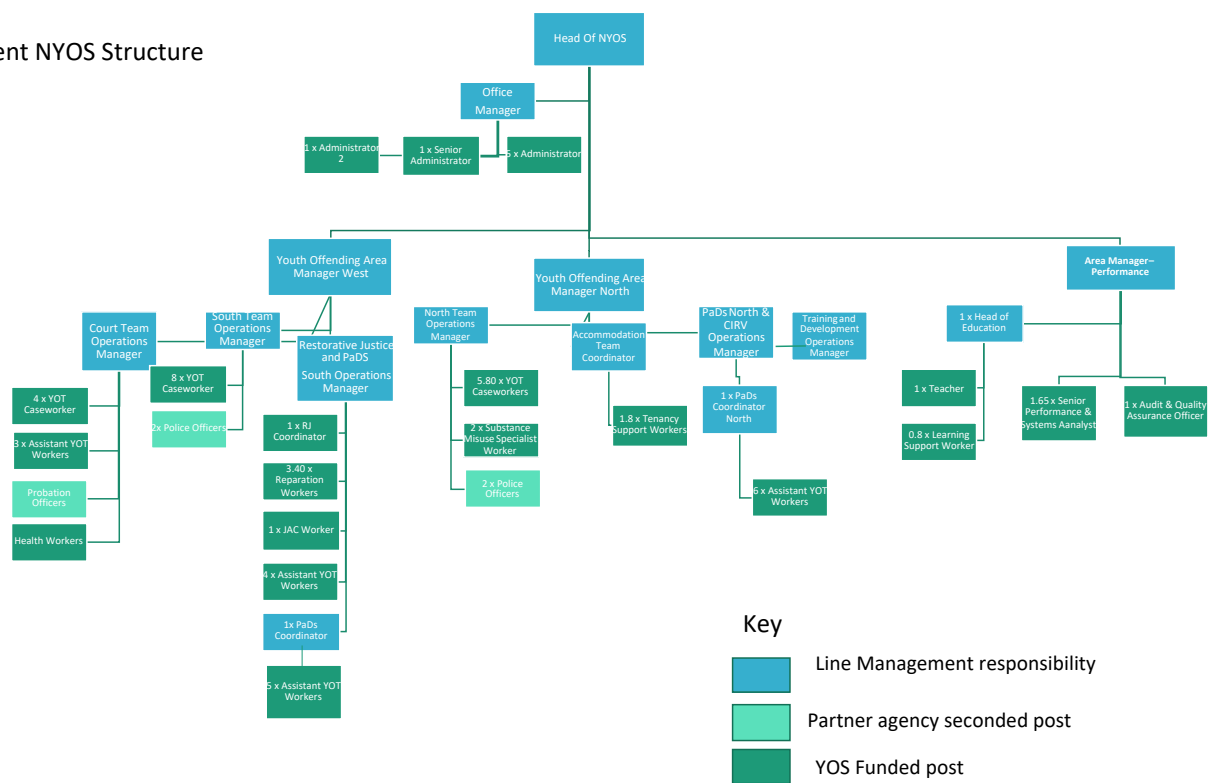 ent NYOS Structure
Head Of NYOS
Office
Manager
1 x Administrator
2
1 x Senior
Administrator
5 x Administrator
Youth Offending Area
Manager West
Youth Offending Area
Manager North
Area Manager–
Performance
Court Team
Operations
Manager
South Team
Operations
Manager
Restorative Justice
and PaDS
South Operations
Manager
North Team
Operations
Manager
Accommodation
Team
Coordinator
PaDs North &
CIRV
Operations
Manager
Training and
Development
Operations
Manager
1 x Head of
Education
4 x YOT
Caseworker
3 x Assistant YOT
Workers
Probation
Officers
Health Workers
8 x YOT
Caseworker
2x Police Officers
1 x RJ
Coordinator
3.40 x
Reparation
Workers
1 x JAC Worker
4 x Assistant YOT
Workers
1x PaDs
Coordinator
5 x Assistant YOT
Workers
5.80 x YOT
Caseworkers
2 x Substance
Misuse Specialist
Worker
2 x Police
Officers
1.8 x Tenancy
Support Workers
1 x PaDs
Coordinator
North
6 x Assistant YOT
Workers
1 x Teacher
0.8 x Learning
Support Worker
1.65 x Senior
Performance &
Systems Aanalyst
1 x Audit & Quality
Assurance Officer
Key
Line Management responsibility
Partner agency seconded post
YOS Funded post